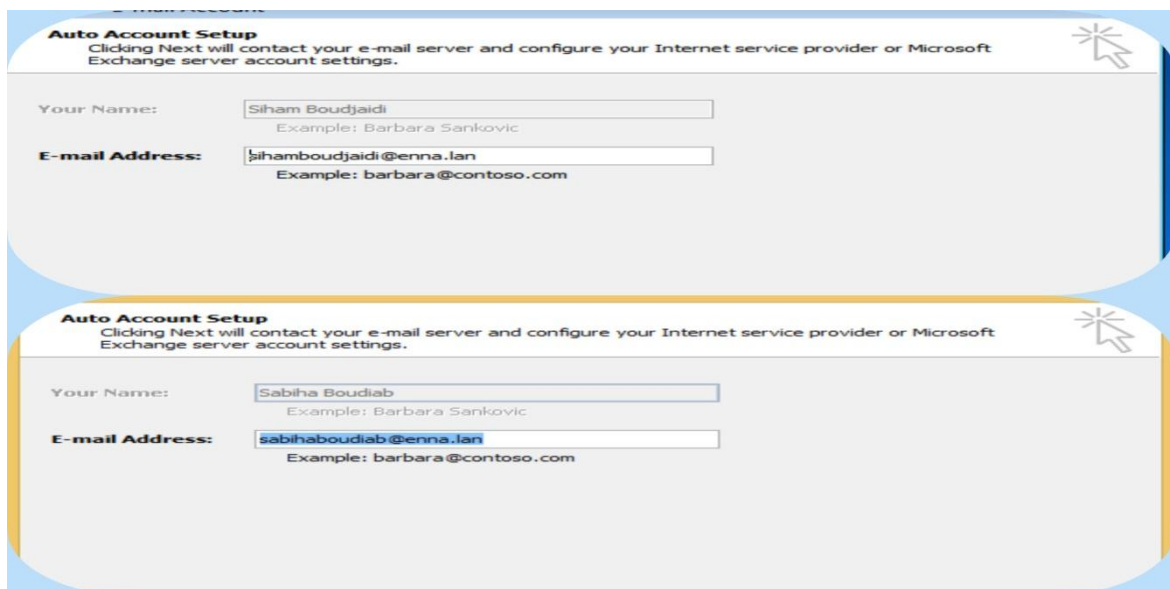 Auto Account Setup
Clicking Next will contact your e-mail server and configure your Internet service provider or Microsoft
Exchange server account settings.
Your Name: Siham Boudjaidi
Example: Barbara Sankovic
E-mail Address: sihamboudjaidi@enna.lan
Example: barbara@contoso.com
Auto Account Setup
Clicking Next will contact your e-mail server and configure your Internet service provider or Microsoft
Exchange server account settings.
Your Name: Sabiha Boudiab
Example: Barbara Sankovic
E-mail Address: sabihaboudiab@enna.lan
Example: barbara@contoso.com